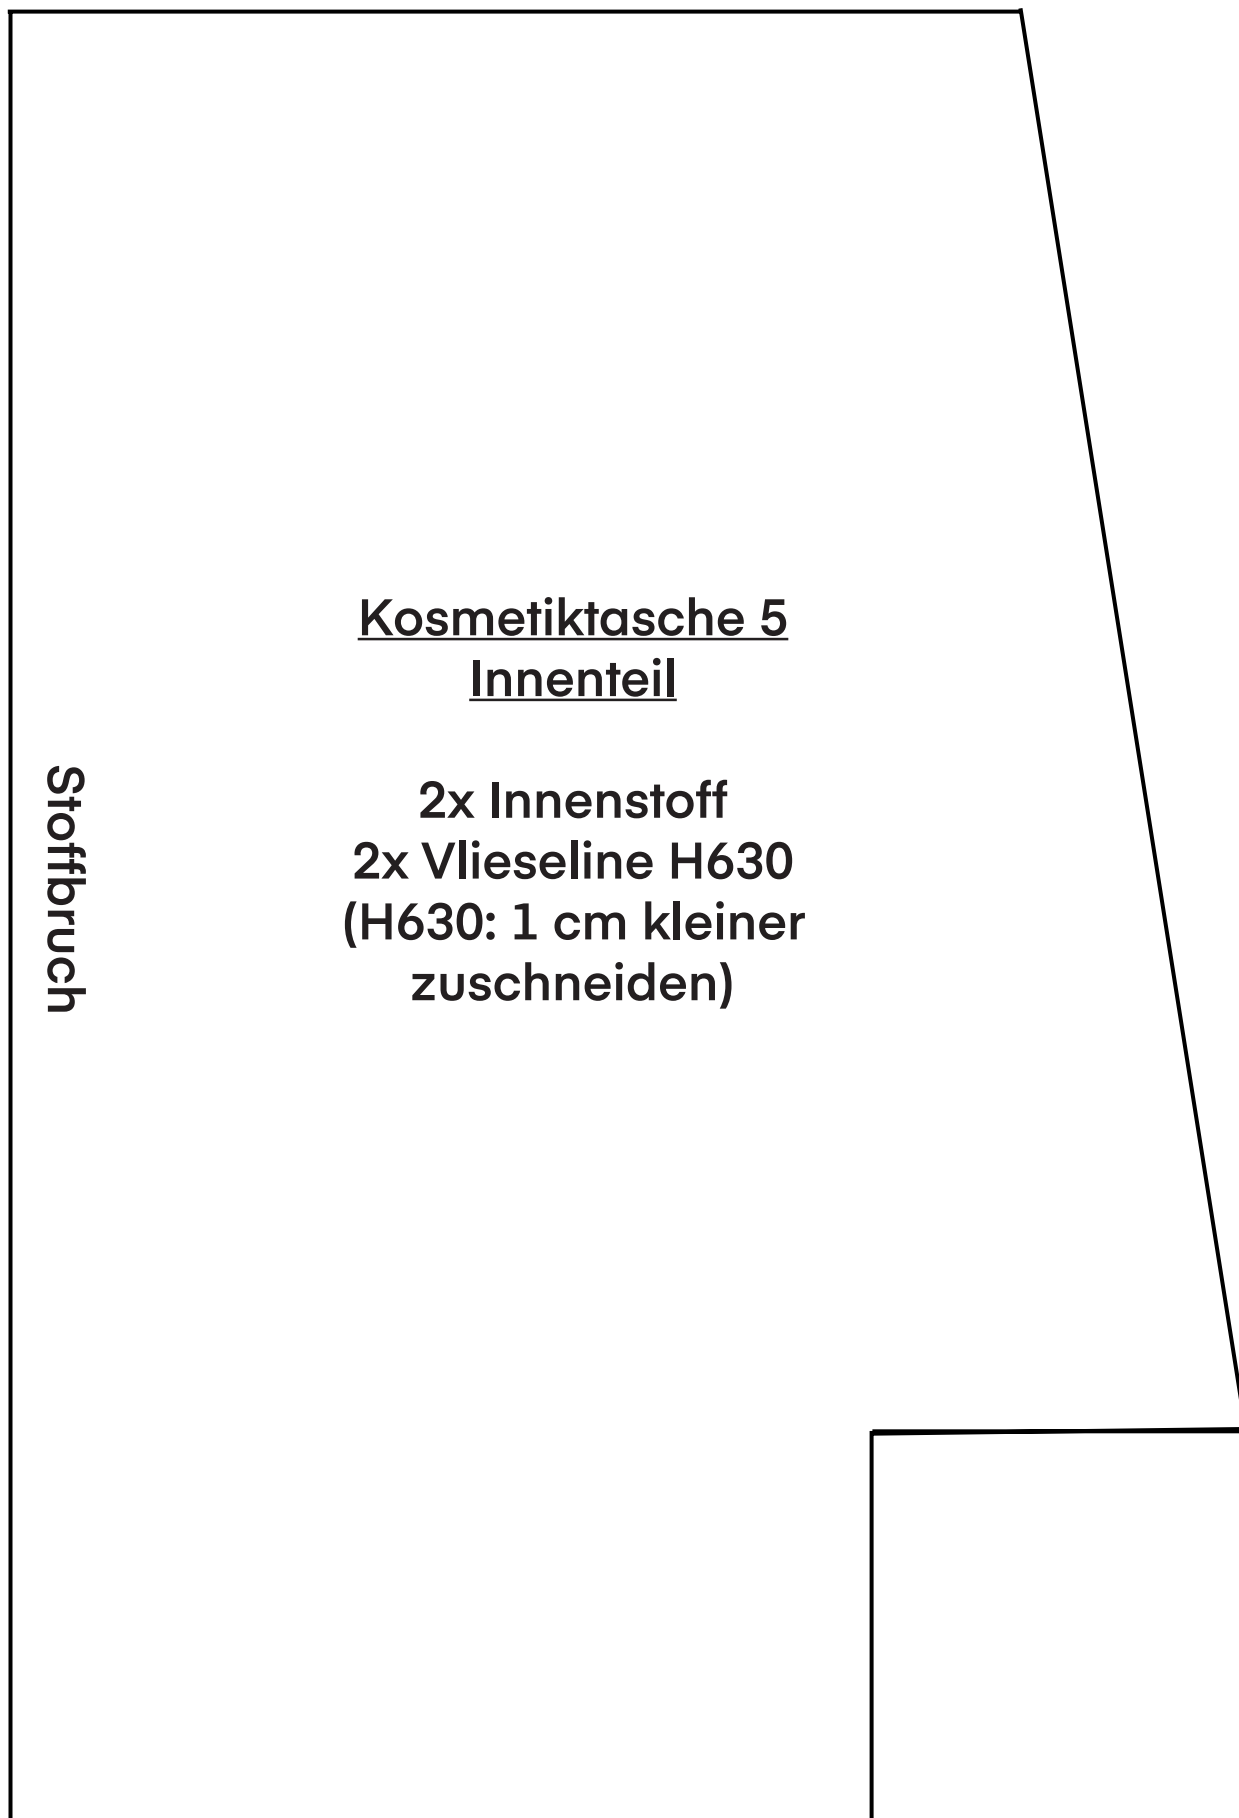 Kosmetiktasche 5
Innenteil
2x Innenstoff
2x Vlieseline H630
(H630: 1 cm kleiner
zuschneiden)
Stoffbruch